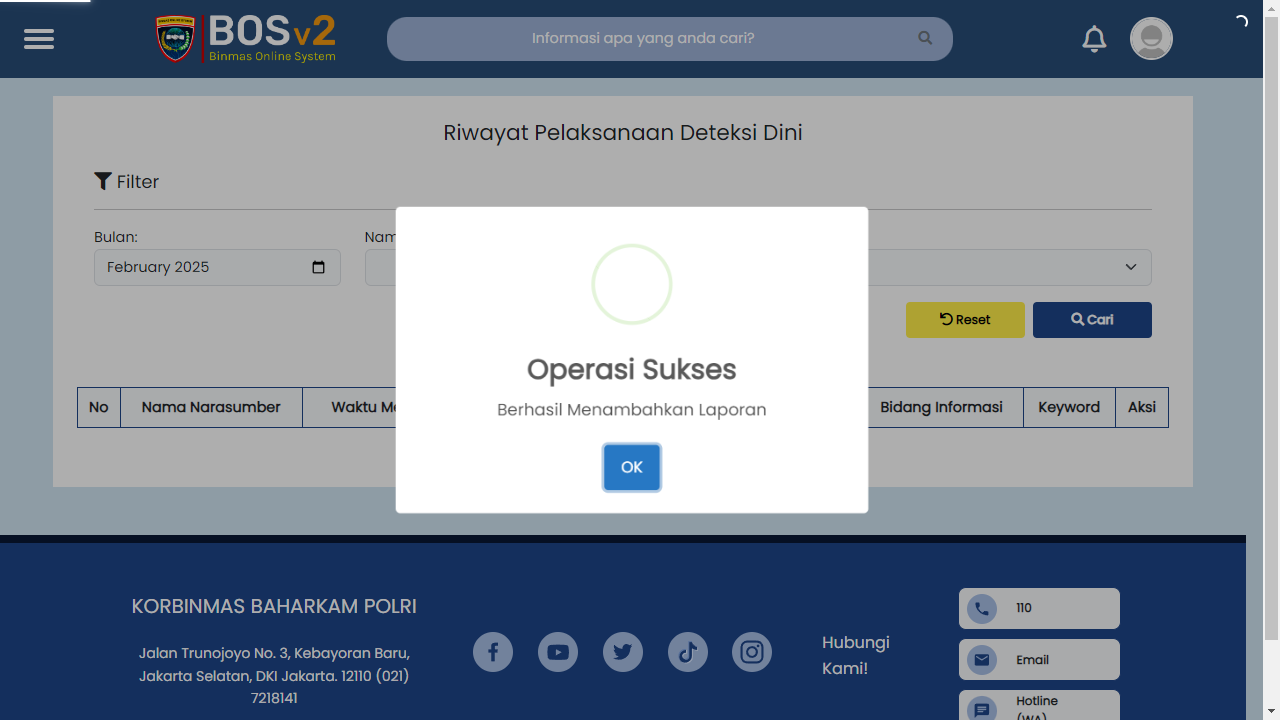 BOSv2
Binmas Online System
Informasi apa yang anda cari?
Riwayat Pelaksanaan Deteksi Dini
Filter
Bulan:
Nam
February 2025
Reset
Cari
No
Nama Narasumber
Waktu M
Bidang Informasi
Keyword
Aksi
Operasi Sukses
Berhasil Menambahkan Laporan
OK
KORBINMAS BAHARKAM POLRI
Jalan Trunojoyo No. 3, Kebayoran Baru,
Jakarta Selatan, DKI Jakarta. 12110 (021)
7218141
Hubungi
Kami!
110
Email
Hotline
(WA)